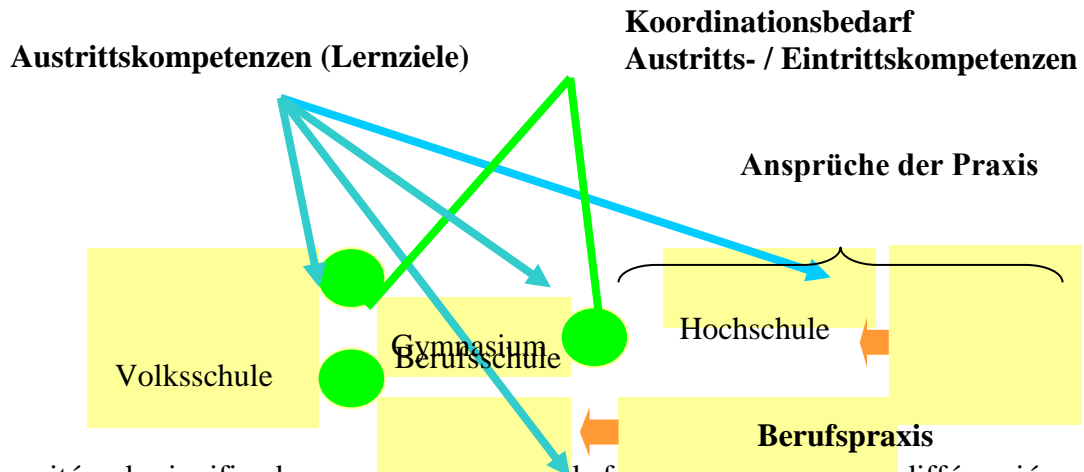 Koordinationsbedarf
Austrittskompetenzen (Lernziele)
Austritts- / Eintrittskompetenzen
Ansprüche der Praxis
Gymnasium
Berufsschule
Hochschule
Volksschule
Berufspraxis